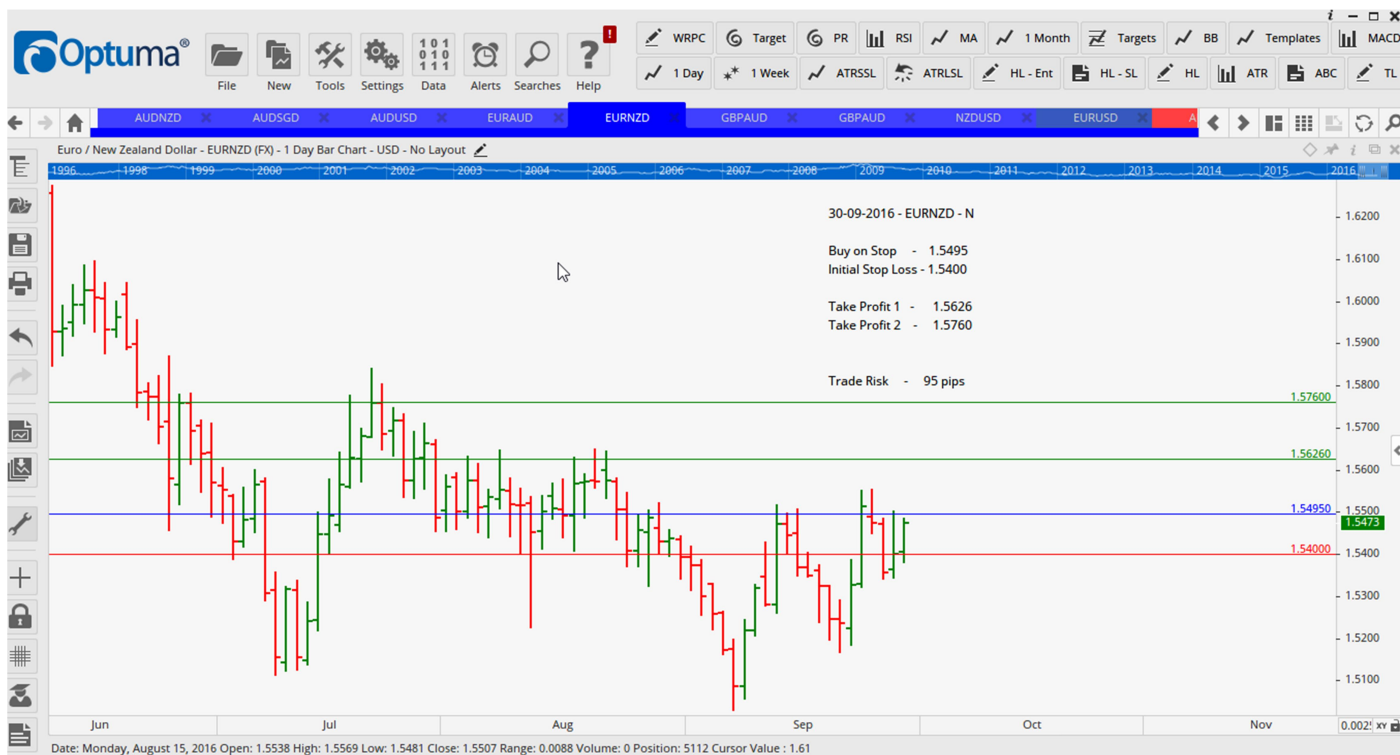 Optuma®
File New Tools Settings Data Alerts Searches Help
WRPC Target PR RSI MA 1 Month Targets BB Templates MACD
1 Day 1 Week ATRSSL ATRLSL HL - Ent HL - SL HL ATR ABC TL
AUDNZD AUDSGD AUDUSD EURAUD EURNZD GBPAUD GBPAUD NZDUSD EURUSD A
Euro / New Zealand Dollar - EURNZD (FX) - 1 Day Bar Chart - USD - No Layout
1996 1998 1999 2000 2001 2002 2003 2004 2005 2006 2007 2008 2009 2010 2011 2012 2013 2014 2015 2016
30-09-2016 - EURNZD - N
Buy on Stop - 1.5495
Initial Stop Loss - 1.5400
Take Profit 1 - 1.5626
Take Profit 2 - 1.5760
Trade Risk - 95 pips
1.57600
1.56260
1.54950
1.54000
1.6200
1.6100
1.6000
1.5900
1.5800
1.5700
1.5600
1.5500
1.5473
1.5400
1.5300
1.5200
1.5100
Jun Jul Aug Sep Oct Nov
XY
Date: Monday, August 15, 2016 Open: 1.5538 High: 1.5569 Low: 1.5481 Close: 1.5507 Range: 0.0088 Volume: 0 Position: 5112 Cursor Value : 1.61